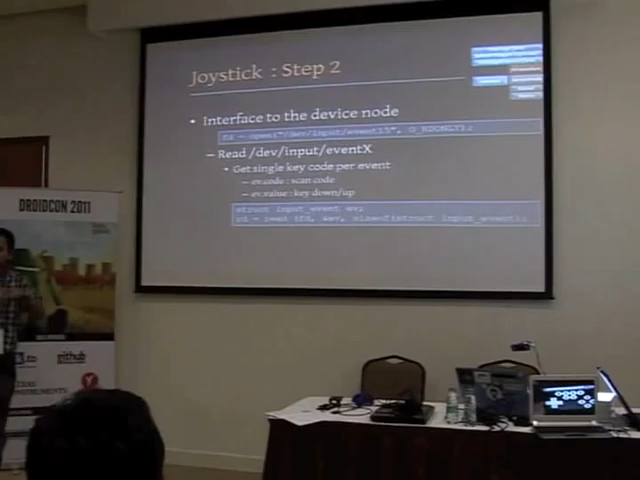 Joystick : Step 2
• Interface to the device node
fd = open("/dev/input/event13", O_RDONLY);
– Read /dev/input/eventX
• Get single key code per event
– ev.code : scan code
– ev.value : key down/up
struct input_event ev;
rd = read (fd, &ev, sizeof(struct input_event);
DROIDCON 2011
github
INSTRUMENTS